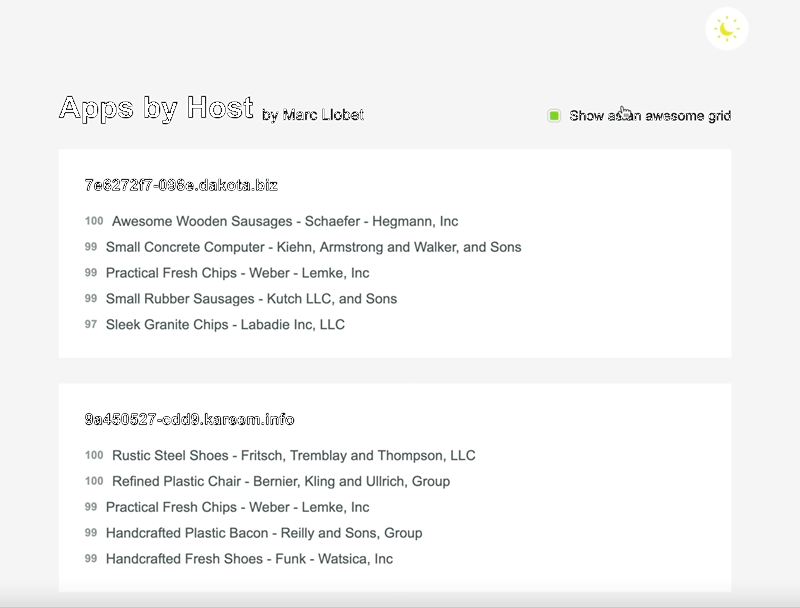 Apps by Host by Marc Llobet
Show as an awesome grid
7e6272f7-096e.dakota.biz
100 Awesome Wooden Sausages - Schaefer - Hegmann, Inc
99 Small Concrete Computer - Kiehn, Armstrong and Walker, and Sons
99 Practical Fresh Chips - Weber - Lemke, Inc
99 Small Rubber Sausages - Kutch LLC, and Sons
97 Sleek Granite Chips - Labadie Inc, LLC
9a450527-cdd9.kareem.info
100 Rustic Steel Shoes - Fritsch, Tremblay and Thompson, LLC
100 Refined Plastic Chair - Bernier, Kling and Ullrich, Group
99 Practical Fresh Chips - Weber - Lemke, Inc
99 Handcrafted Plastic Bacon - Reilly and Sons, Group
99 Handcrafted Fresh Shoes - Funk - Watsica, Inc